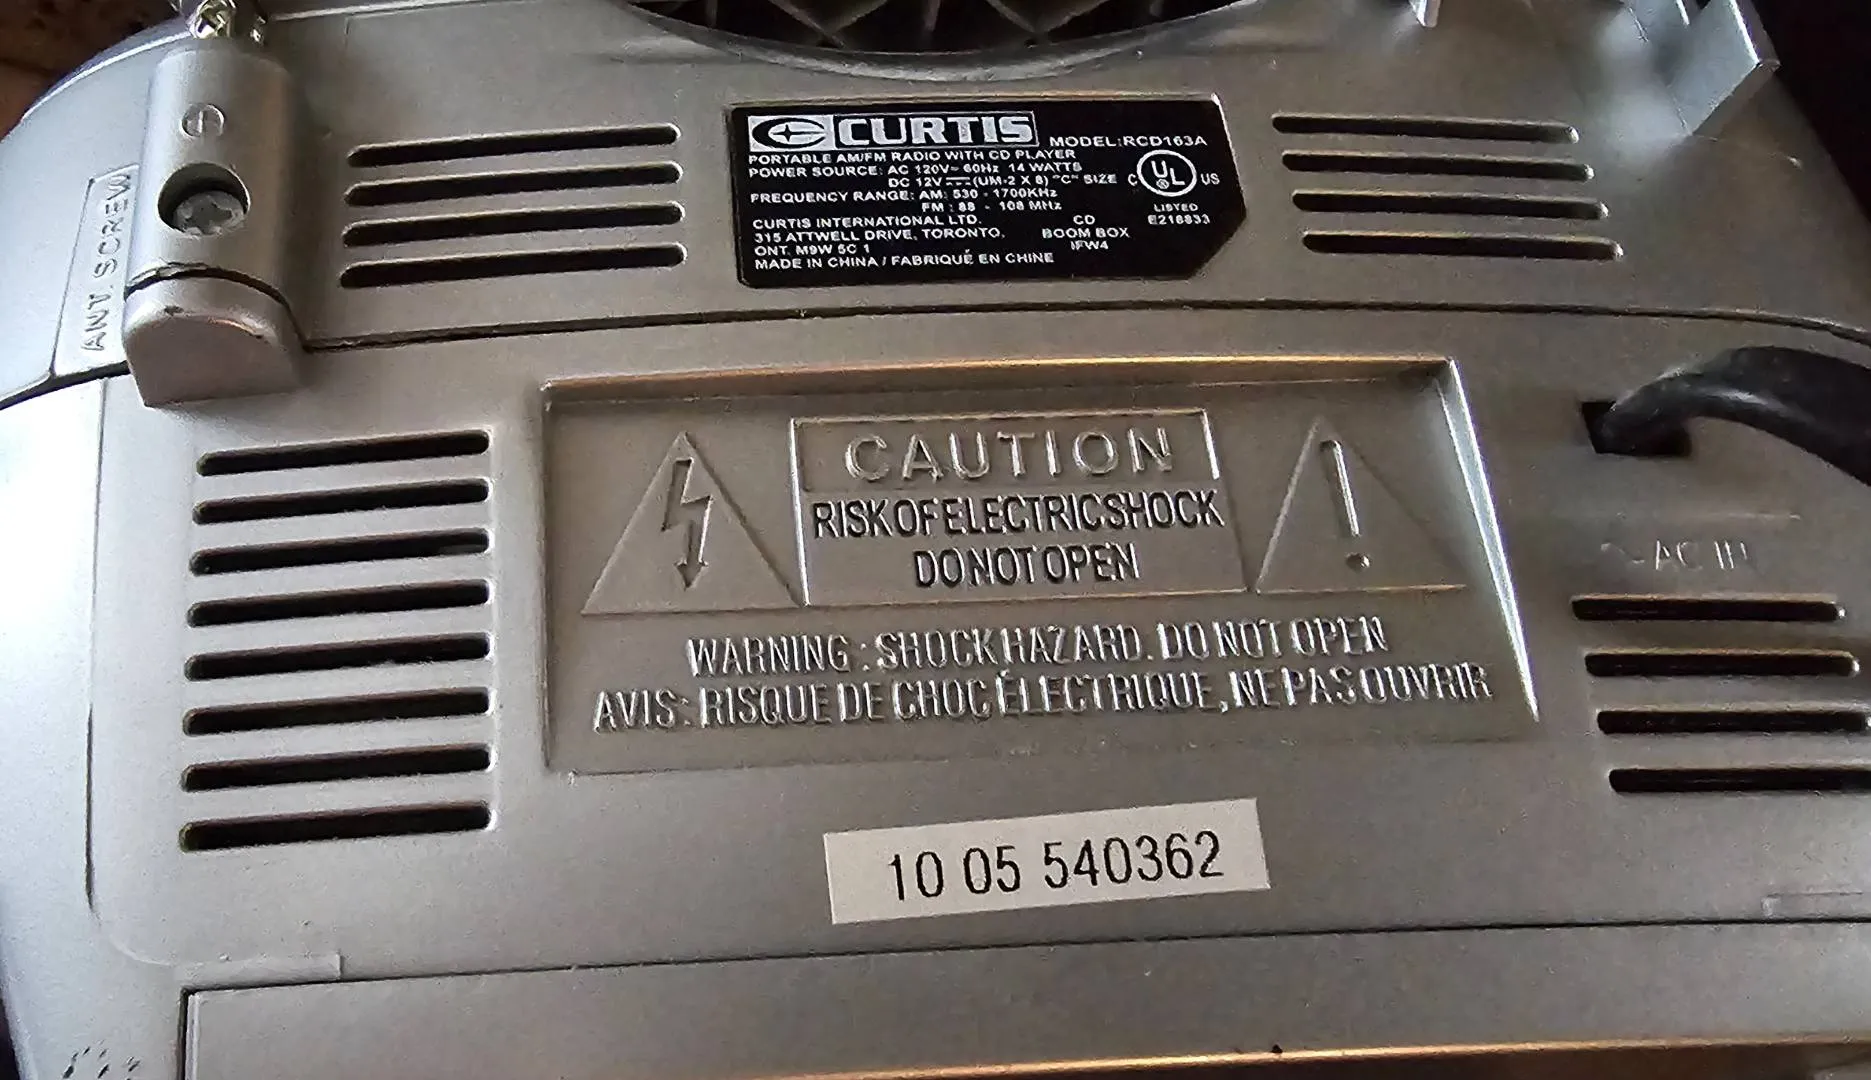 ANT. SCREW
CURTIS MODEL:RCD163A
PORTABLE AM/FM RADIO WITH CD PLAYER
POWER SOURCE: AC 120V~ 60Hz 14 WATTS
DC 12V ⎓ (UM-2 X 8) "C" SIZE
FREQUENCY RANGE: AM: 530 - 1700KHz
FM : 88 - 108 MHz
C UL ® US
LISTED
E218833
CURTIS INTERNATIONAL LTD.
315 ATTWELL DRIVE, TORONTO,
ONT. M9W 5C 1
MADE IN CHINA / FABRIQUÉ EN CHINE
CD
BOOM BOX
IFW4
CAUTION
RISK OF ELECTRIC SHOCK
DO NOT OPEN
WARNING : SHOCK HAZARD. DO NOT OPEN
AVIS: RISQUE DE CHOC ÉLECTRIQUE, NE PAS OUVRIR
~ AC IN
10 05 540362